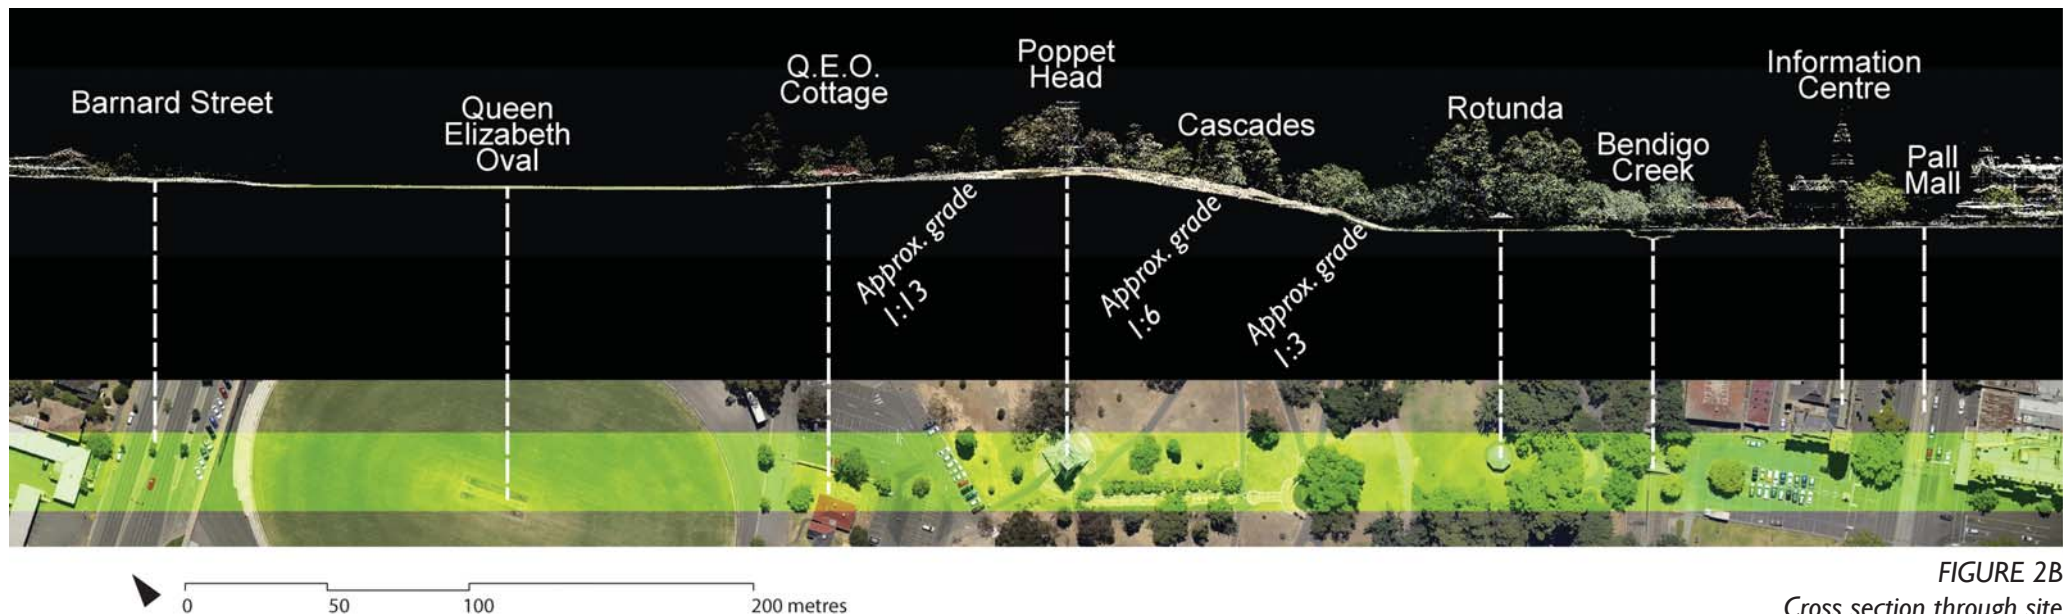 Barnard Street
Queen
Elizabeth
Oval
Q.E.O.
Cottage
Poppet
Head
Cascades
Rotunda
Bendigo
Creek
Information
Centre
Pall
Mall
Approx. grade
1:13
Approx. grade
1:6
Approx. grade
1:3
0
50
100
200 metres
FIGURE 2B
Cross section through site